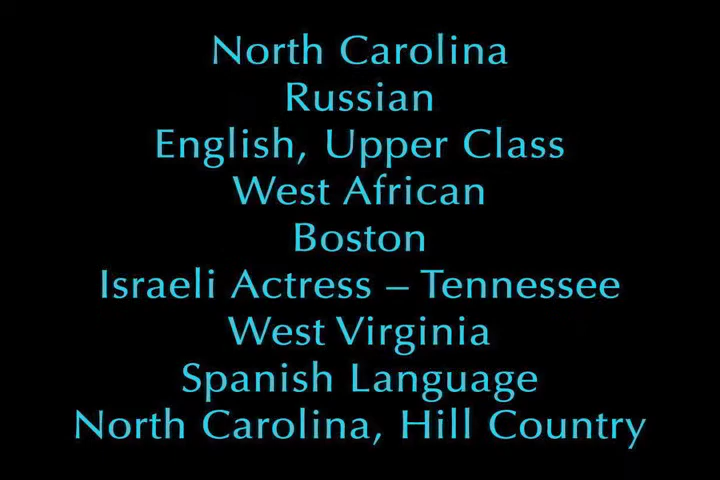 North Carolina
Russian
English, Upper Class
West African
Boston
Israeli Actress – Tennessee
West Virginia
Spanish Language
North Carolina, Hill Country